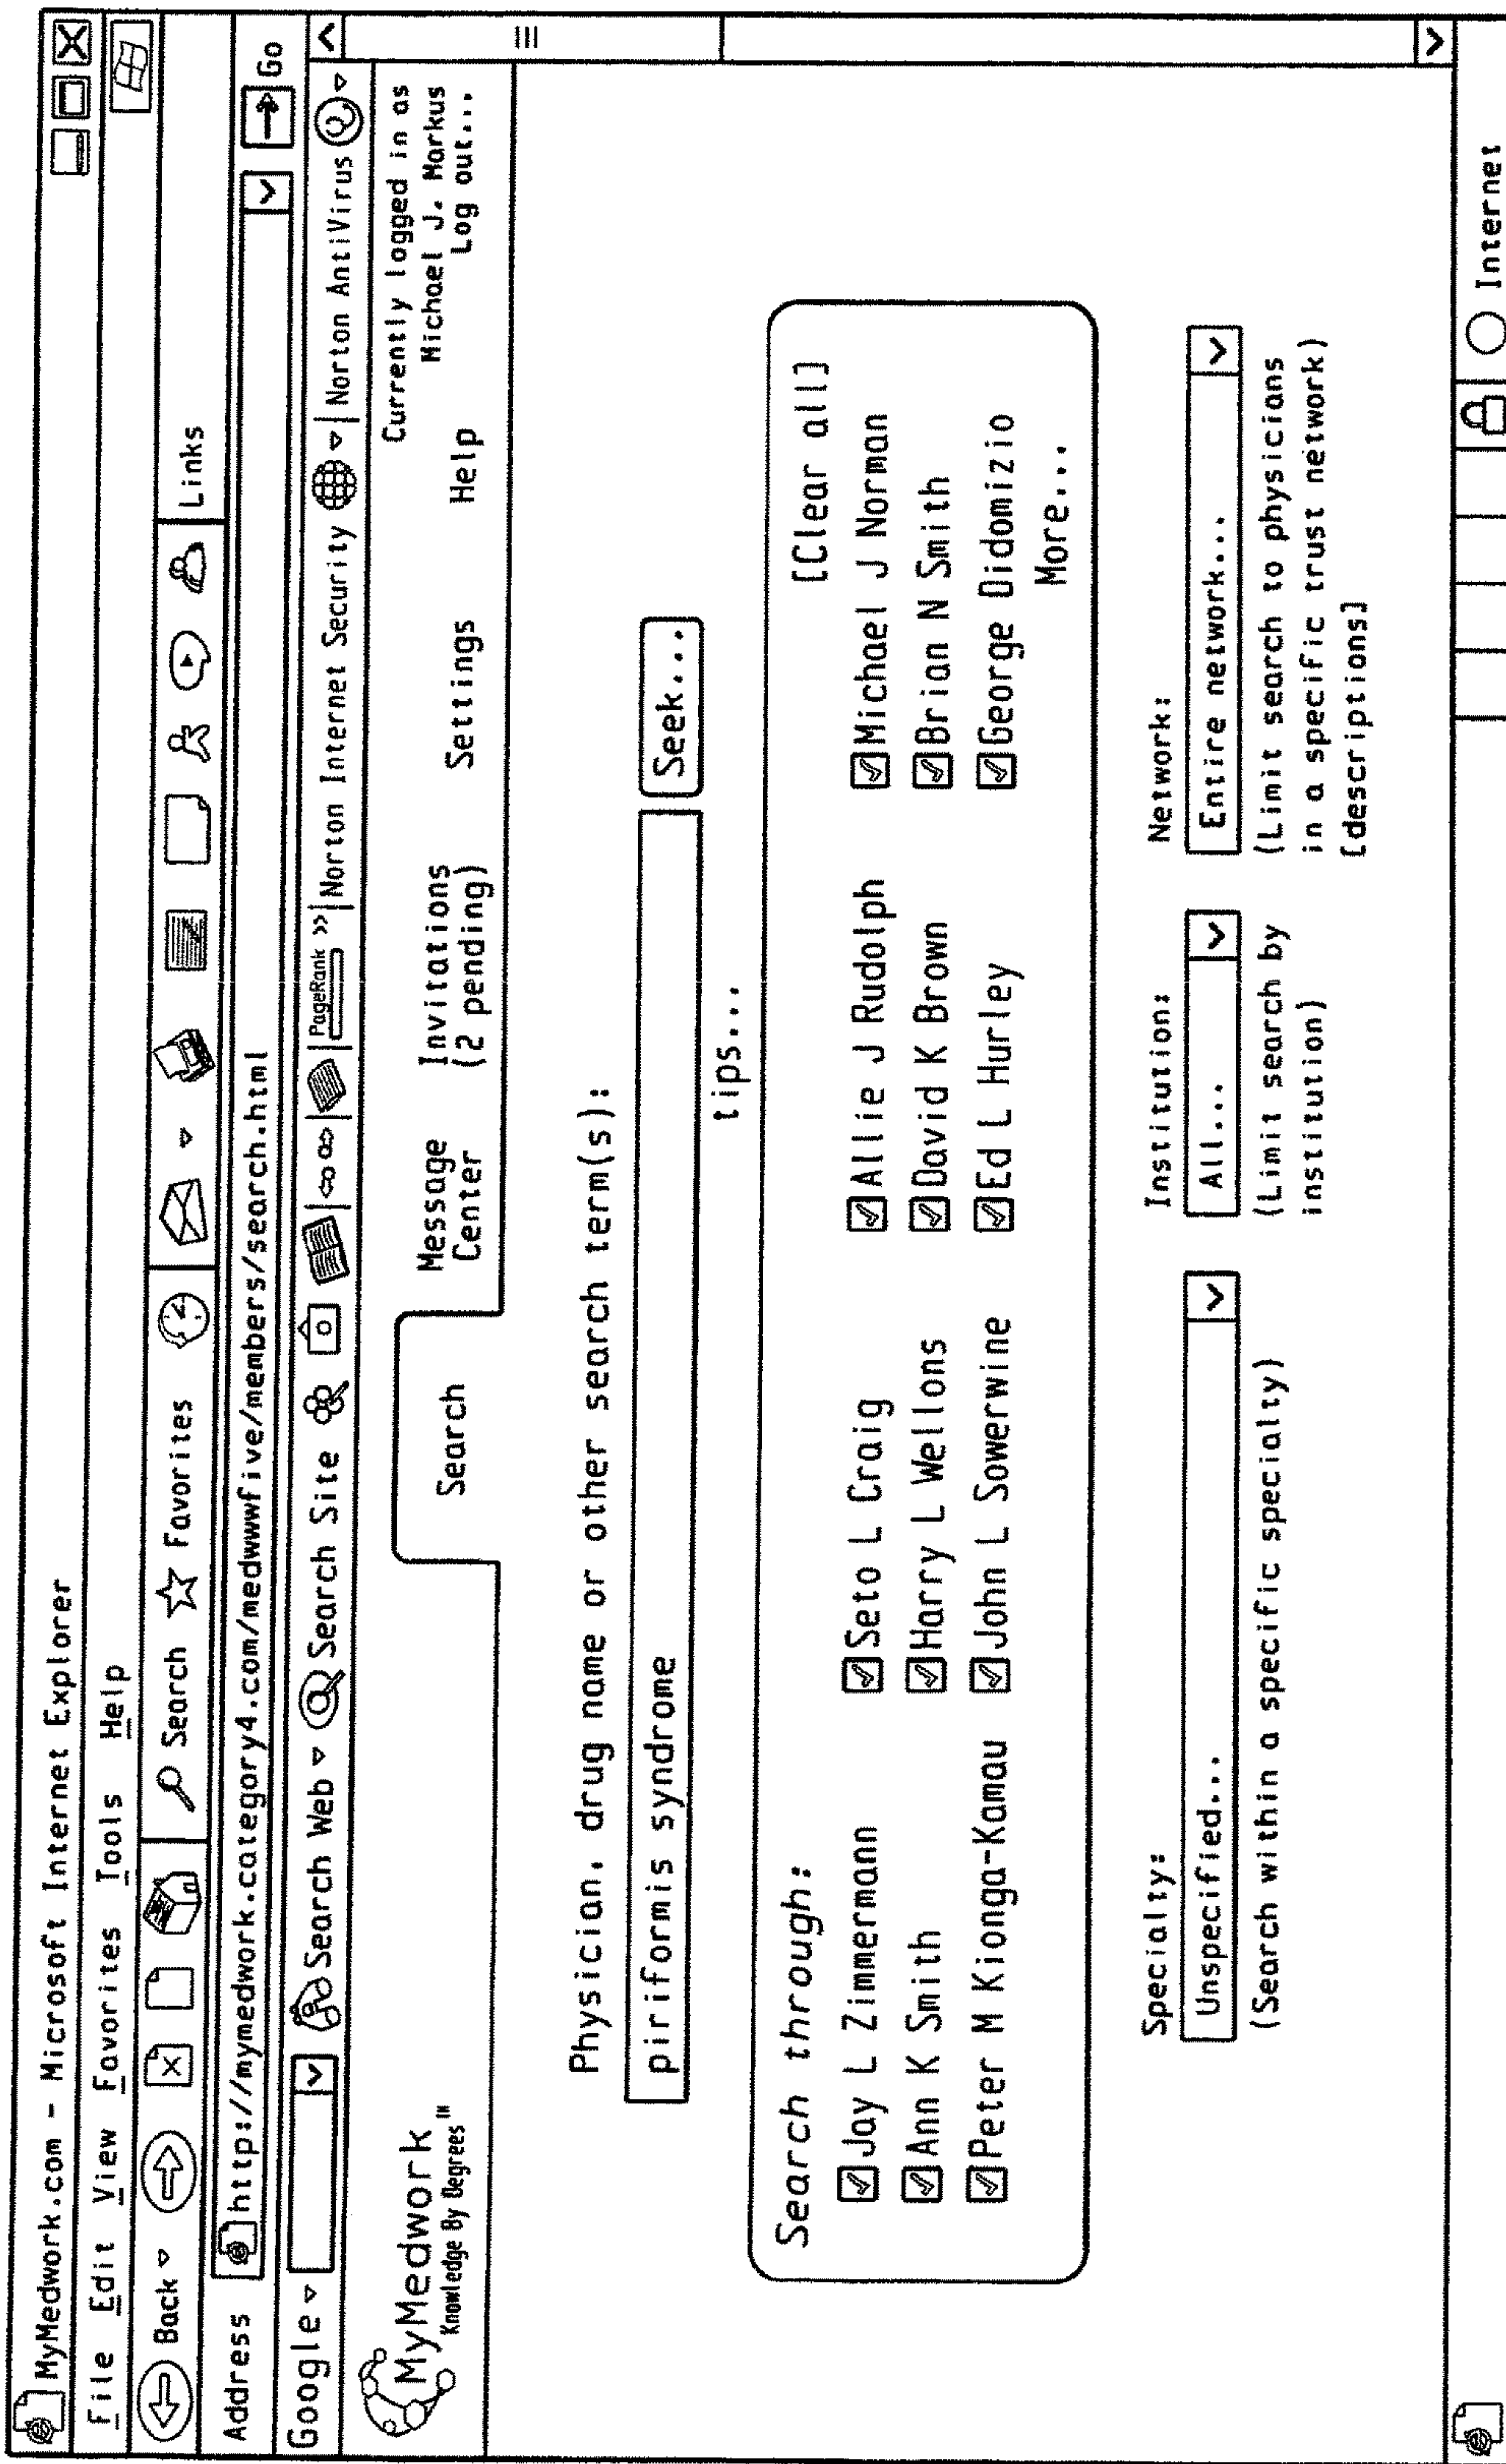 MyMedwork.com - Microsoft Internet Explorer
File Edit View Favorites Tools Help
Back Search Favorites Links
Address http://mymedwork.category4.com/medwwfive/members/search.html Go
Google Search Web Search Site PageRank >> Norton Internet Security Norton AntiVirus
MyMedwork
Knowledge By Degrees™
Search
Message
Center
Invitations
(2 pending)
Settings
Help
Currently logged in as
Michael J. Markus
Log out...
Physician, drug name or other search term(s):
piriformis syndrome Seek...
tips...
Search through: [Clear all]
Jay L Zimmermann Seto L Craig Allie J Rudolph Michael J Norman
Ann K Smith Harry L Wellons David K Brown Brian N Smith
Peter M Kionga-Kamau John L Sowerwine Ed L Hurley George Didomizio
More...
Specialty: Institution: Network:
Unspecified... All... Entire network...
(Search within a specific specialty) (Limit search by (Limit search to physicians
institution) in a specific trust network)
[descriptions]
Internet